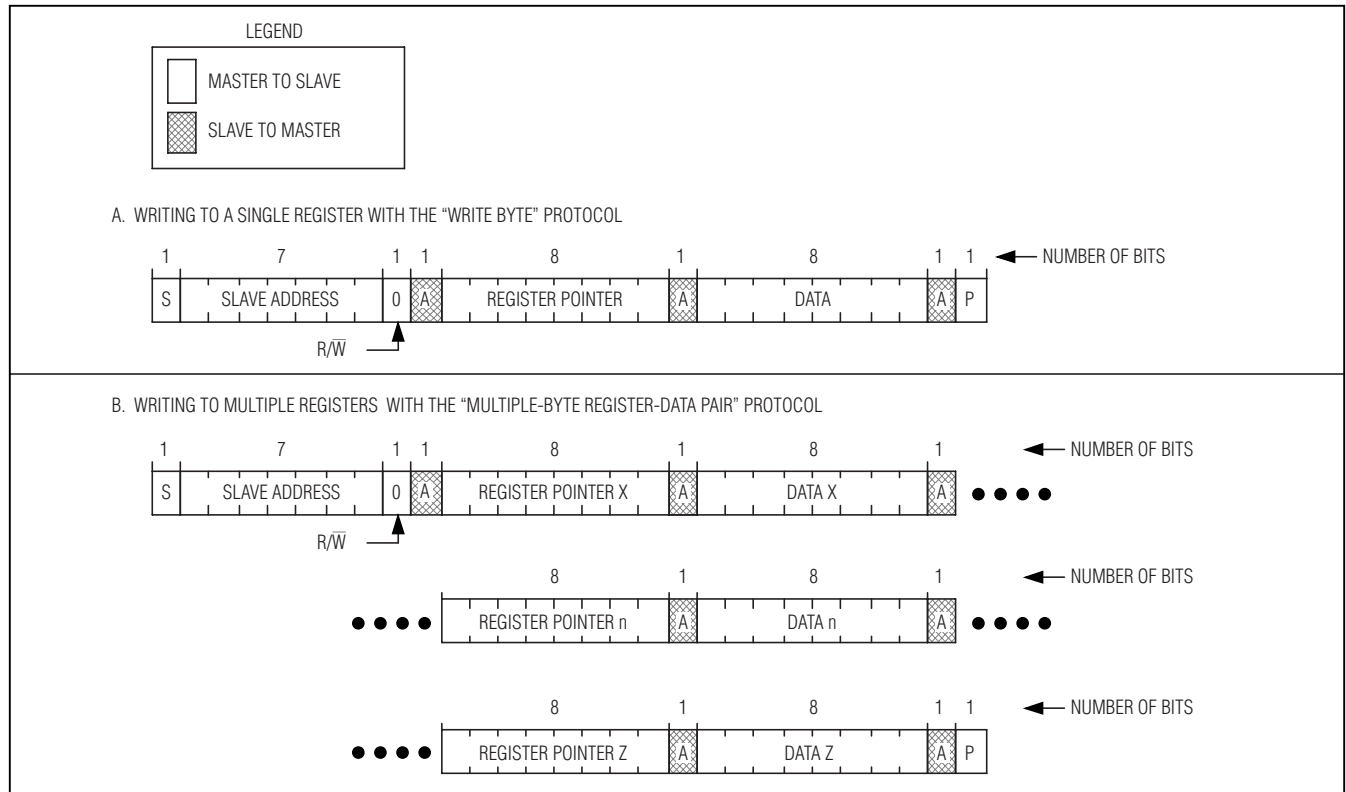 LEGEND
MASTER TO SLAVE
SLAVE TO MASTER
A. WRITING TO A SINGLE REGISTER WITH THE “WRITE BYTE” PROTOCOL
1 7 1 1 8 1 8 1 1 NUMBER OF BITS
S SLAVE ADDRESS 0 A REGISTER POINTER A DATA A P
R/W̅
B. WRITING TO MULTIPLE REGISTERS WITH THE “MULTIPLE-BYTE REGISTER-DATA PAIR” PROTOCOL
1 7 1 1 8 1 8 1 NUMBER OF BITS
S SLAVE ADDRESS 0 A REGISTER POINTER X A DATA X A
R/W̅
8 1 8 1 NUMBER OF BITS
REGISTER POINTER n A DATA n A
8 1 8 1 1 NUMBER OF BITS
REGISTER POINTER Z A DATA Z A P